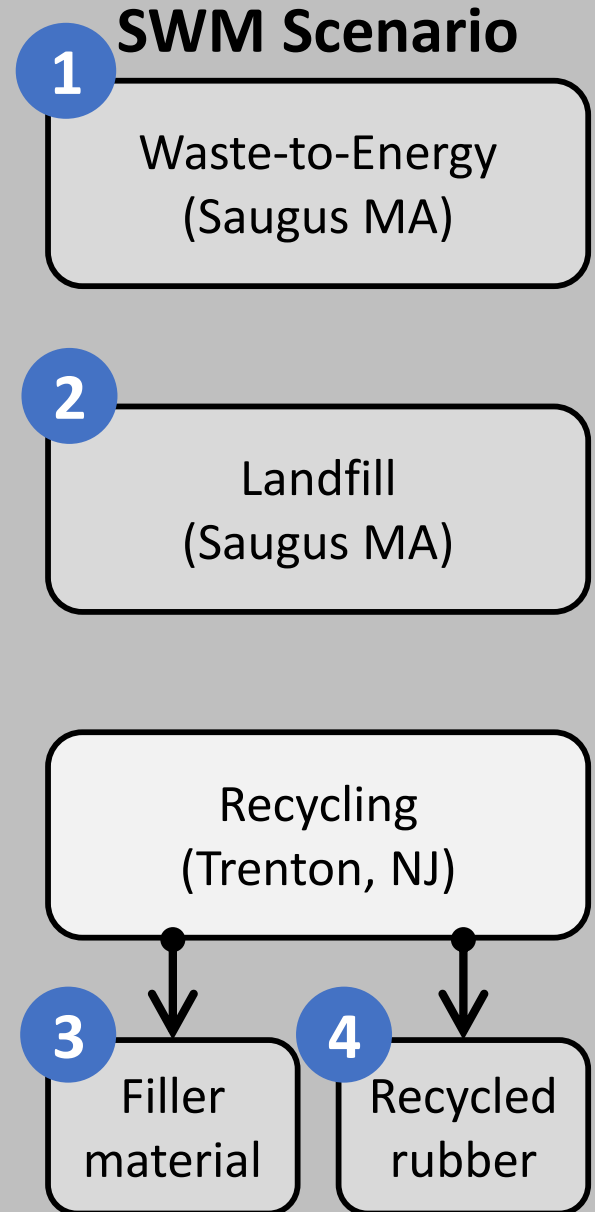 SWM Scenario
1
Waste-to-Energy
(Saugus MA)
2
Landfill
(Saugus MA)
Recycling
(Trenton, NJ)
3
Filler
material
4
Recycled
rubber